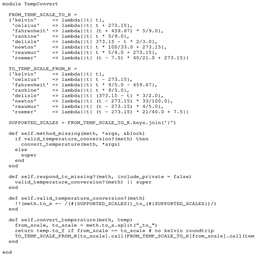 module TempConvert
FROM_TEMP_SCALE_TO_K =
{'kelvin' => lambda{|t| t},
'celsius' => lambda{|t| t + 273.15},
'fahrenheit' => lambda{|t| (t + 459.67) * 5/9.0},
'rankine' => lambda{|t| t * 5/9.0},
'delisle' => lambda{|t| 373.15 - t * 2/3.0},
'newton' => lambda{|t| t * 100/33.0 + 273.15},
'reaumur' => lambda{|t| t * 5/4.0 + 273.15},
'roemer' => lambda{|t| (t - 7.5) * 40/21.0 + 273.15}}
TO_TEMP_SCALE_FROM_K =
{'kelvin' => lambda{|t| t},
'celsius' => lambda{|t| t - 273.15},
'fahrenheit' => lambda{|t| t * 9/5.0 - 459.67},
'rankine' => lambda{|t| t * 9/5.0},
'delisle' => lambda{|t| (373.15 - t) * 3/2.0},
'newton' => lambda{|t| (t - 273.15) * 33/100.0},
'reaumur' => lambda{|t| (t - 273.15) * 4/5.0},
'roemer' => lambda{|t| (t - 273.15) * 21/40.0 + 7.5}}
SUPPORTED_SCALES = FROM_TEMP_SCALE_TO_K.keys.join('|')
def self.method_missing(meth, *args, &block)
if valid_temperature_conversion?(meth) then
convert_temperature(meth, *args)
else
super
end
end
def self.respond_to_missing?(meth, include_private = false)
valid_temperature_conversion?(meth) || super
end
def self.valid_temperature_conversion?(meth)
!!(meth.to_s =~ /(#{SUPPORTED_SCALES})_to_(#{SUPPORTED_SCALES})/)
end
def self.convert_temperature(meth, temp)
from_scale, to_scale = meth.to_s.split("_to_")
return temp.to_f if from_scale == to_scale # no kelvin roundtrip
TO_TEMP_SCALE_FROM_K[to_scale].call(FROM_TEMP_SCALE_TO_K[from_scale].call(tem
end
end